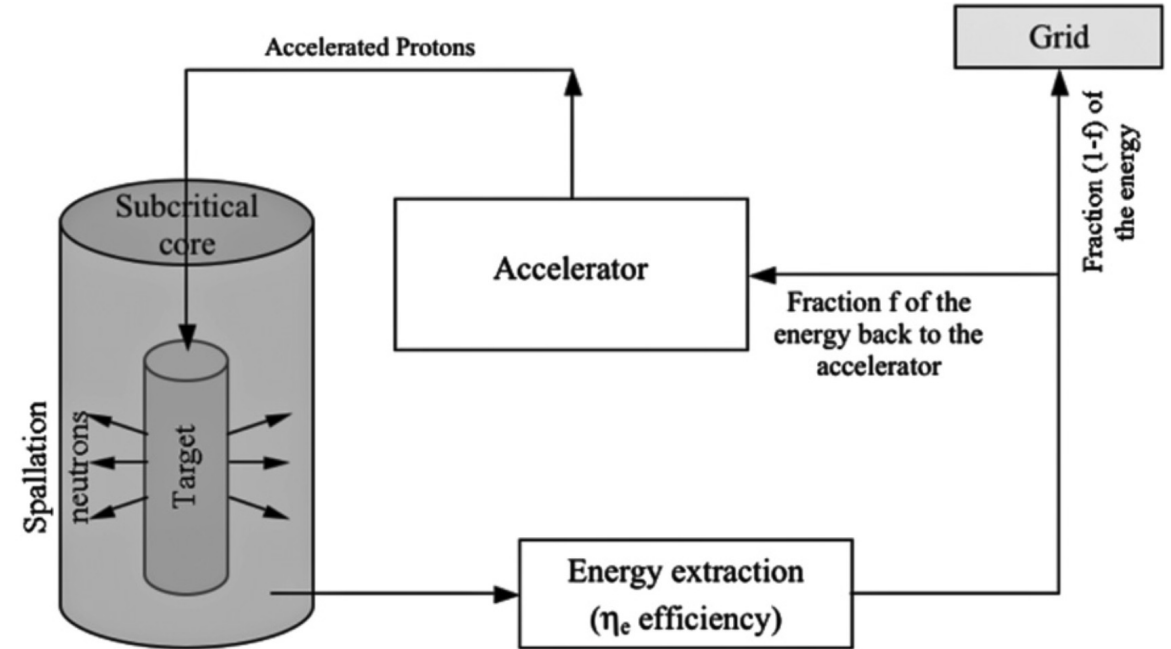 Accelerated Protons
Grid
Fraction (1-f) of
the energy
Subcritical
core
Accelerator
Fraction f of the
energy back to the
accelerator
Spallation
neutrons
Target
Energy extraction
(ηe efficiency)